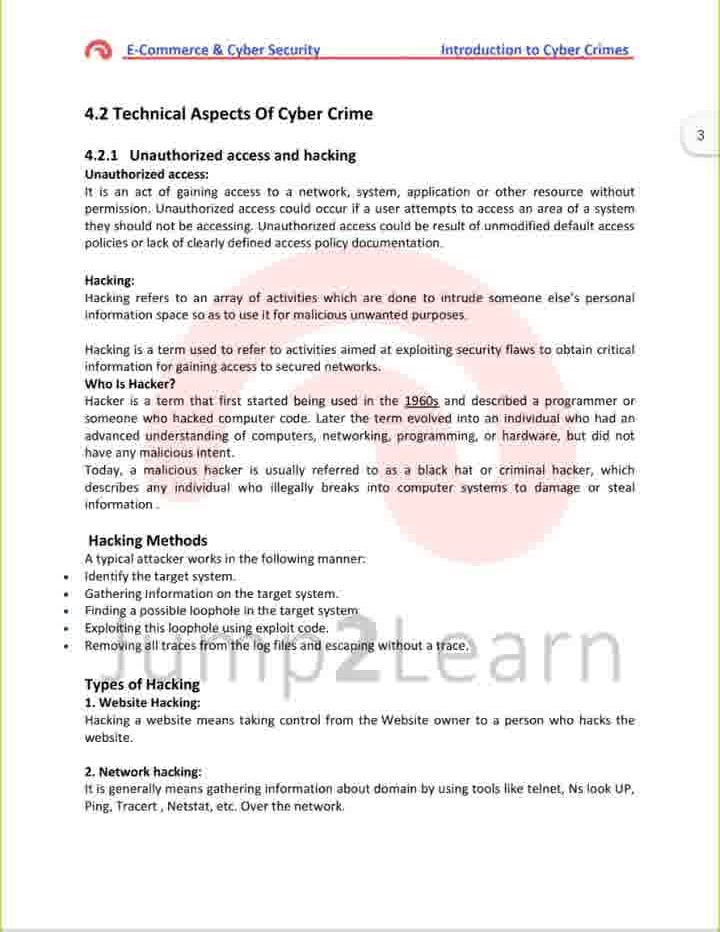 E-Commerce & Cyber Security Introduction to Cyber Crimes
3
4.2 Technical Aspects Of Cyber Crime
4.2.1 Unauthorized access and hacking
Unauthorized access:
It is an act of gaining access to a network, system, application or other resource without
permission. Unauthorized access could occur if a user attempts to access an area of a system
they should not be accessing. Unauthorized access could be result of unmodified default access
policies or lack of clearly defined access policy documentation.
Hacking:
Hacking refers to an array of activities which are done to intrude someone else's personal
information space so as to use it for malicious unwanted purposes.
Hacking is a term used to refer to activities aimed at exploiting security flaws to obtain critical
information for gaining access to secured networks.
Who Is Hacker?
Hacker is a term that first started being used in the 1960s and described a programmer or
someone who hacked computer code. Later the term evolved into an individual who had an
advanced understanding of computers, networking, programming, or hardware, but did not
have any malicious intent.
Today, a malicious hacker is usually referred to as a black hat or criminal hacker, which
describes any individual who illegally breaks into computer systems to damage or steal
information .
Hacking Methods
A typical attacker works in the following manner:
• Identify the target system.
• Gathering Information on the target system.
• Finding a possible loophole in the target system
• Exploiting this loophole using exploit code.
• Removing all traces from the log files and escaping without a trace.
Jump2Learn
Types of Hacking
1. Website Hacking:
Hacking a website means taking control from the Website owner to a person who hacks the
website.
2. Network hacking:
It is generally means gathering information about domain by using tools like telnet, Ns look UP,
Ping, Tracert , Netstat, etc. Over the network.